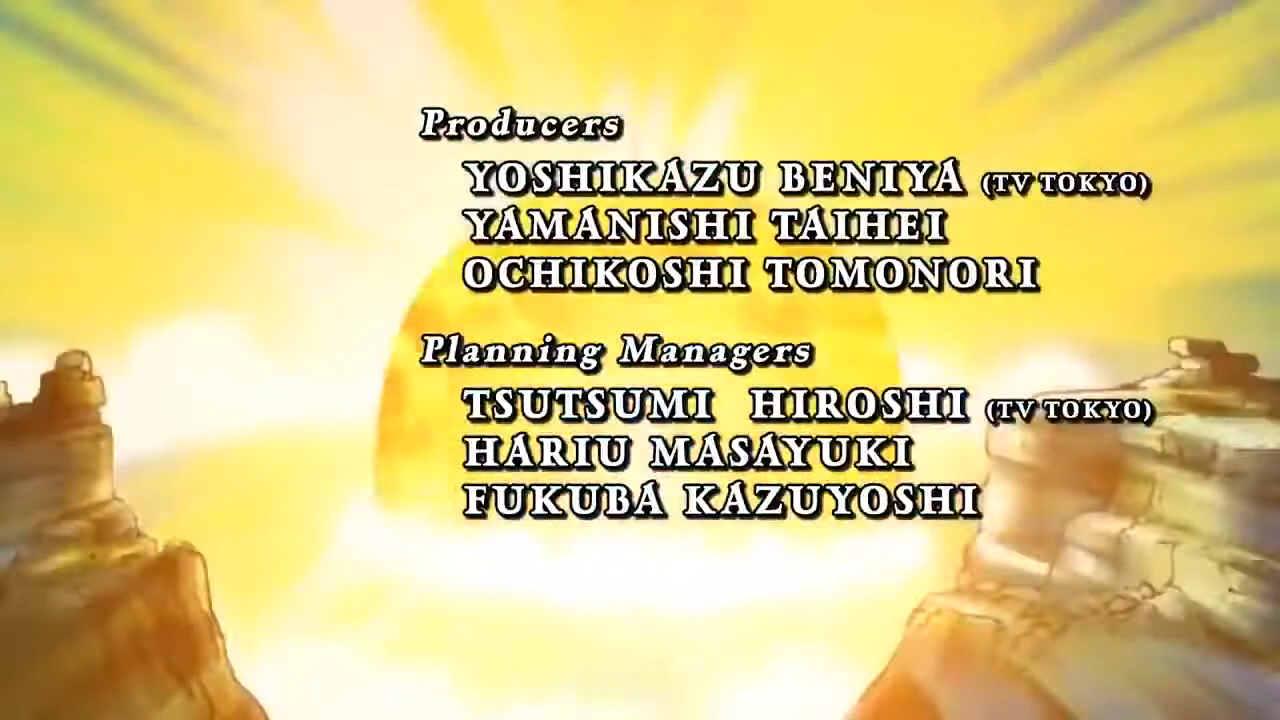 Producers
YOSHIKAZU BENIYA (TV TOKYO)
YAMANISHI TAIHEI
OCHIKOSHI TOMONORI
Planning Managers
TSUTSUMI HIROSHI (TV TOKYO)
HARIU MASAYUKI
FUKUBA KAZUYOSHI